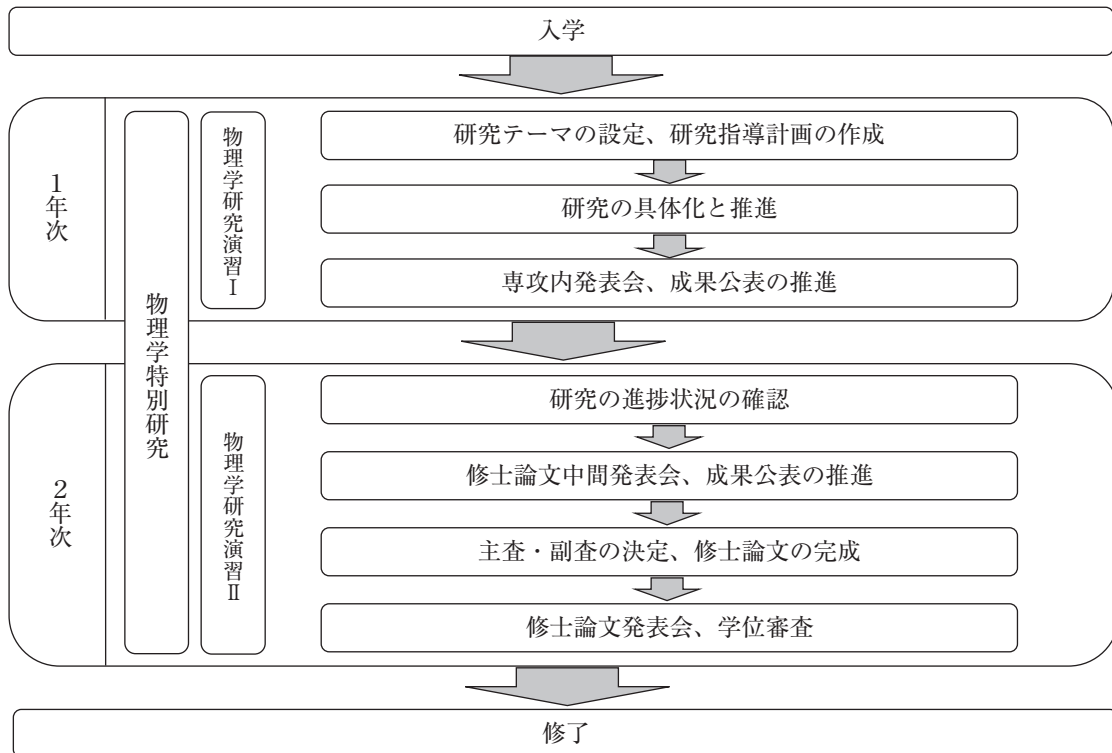 入学
1年次
物理学特別研究
物理学研究演習Ⅰ
研究テーマの設定、研究指導計画の作成
研究の具体化と推進
専攻内発表会、成果公表の推進
2年次
物理学研究演習Ⅱ
研究の進捗状況の確認
修士論文中間発表会、成果公表の推進
主査・副査の決定、修士論文の完成
修士論文発表会、学位審査
修了